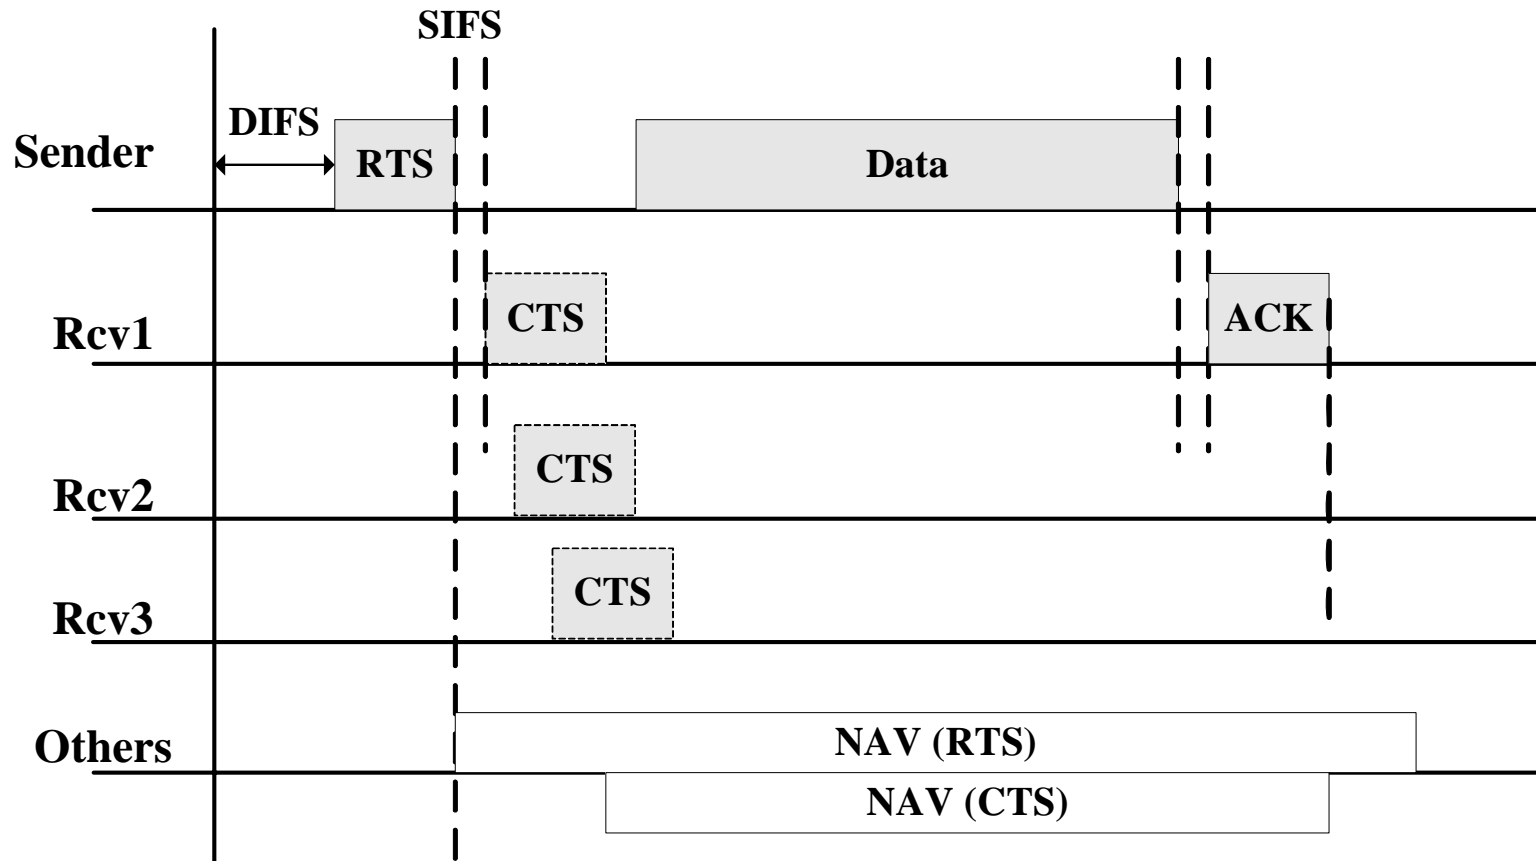 SIFS
DIFS
Sender
RTS
Data
Rcv1
CTS
ACK
Rcv2
CTS
Rcv3
CTS
Others
NAV (RTS)
NAV (CTS)